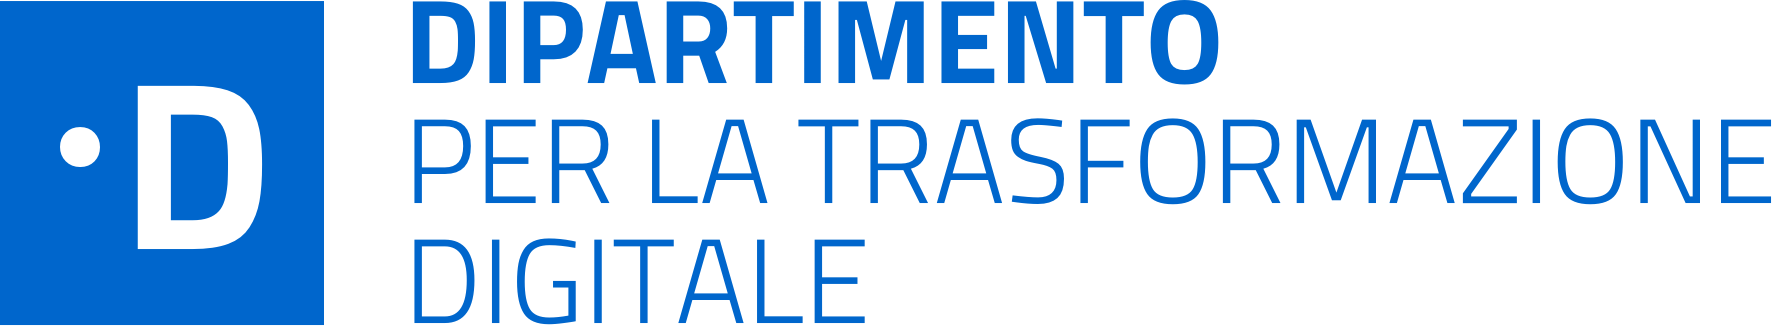 D
DIPARTIMENTO
PER LA TRASFORMAZIONE
DIGITALE